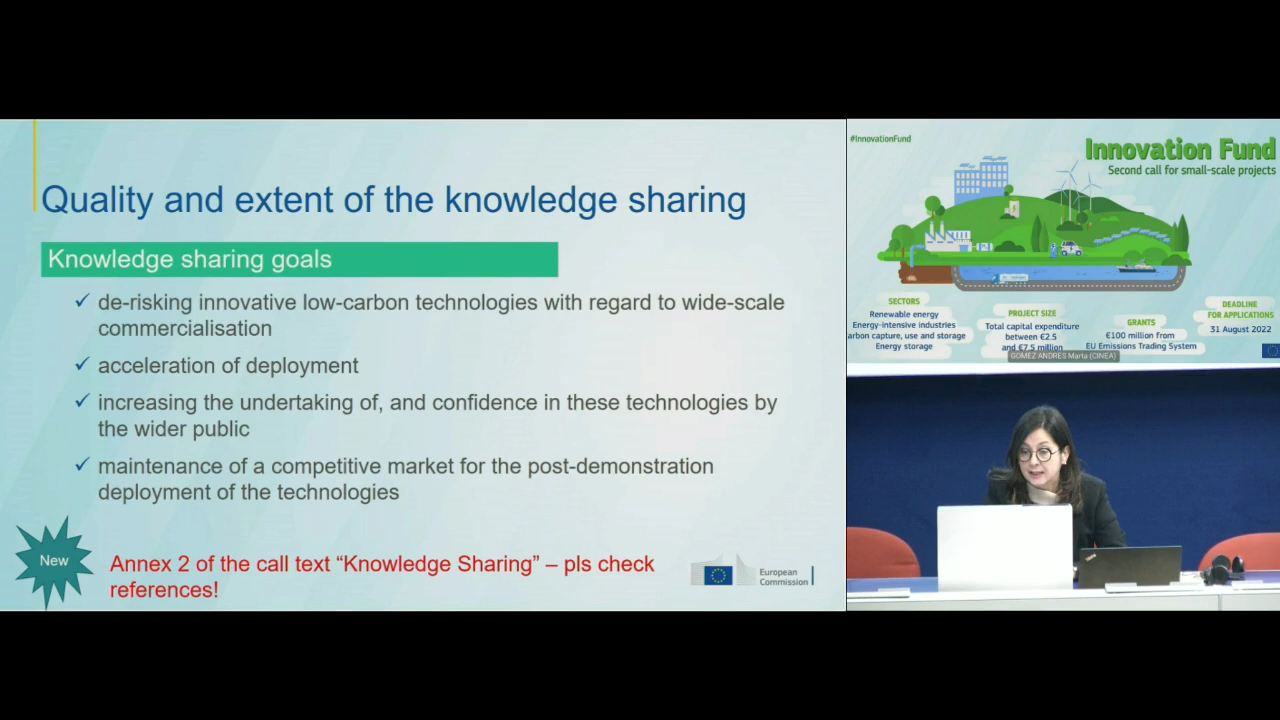 Quality and extent of the knowledge sharing
Knowledge sharing goals
✓ de-risking innovative low-carbon technologies with regard to wide-scale
commercialisation
✓ acceleration of deployment
✓ increasing the undertaking of, and confidence in these technologies by
the wider public
✓ maintenance of a competitive market for the post-demonstration
deployment of the technologies
New
Annex 2 of the call text “Knowledge Sharing” – pls check
references!
European
Commission
#InnovationFund
Innovation Fund
Second call for small-scale projects
SECTORS
Renewable energy
Energy-intensive industries
arbon capture, use and storage
Energy storage
PROJECT SIZE
Total capital expenditure
between €2.5
and €7.5 million
GRANTS
€100 million from
EU Emissions Trading System
DEADLINE
FOR APPLICATIONS
31 August 2022
GOMEZ ANDRES Marta (CINEA)